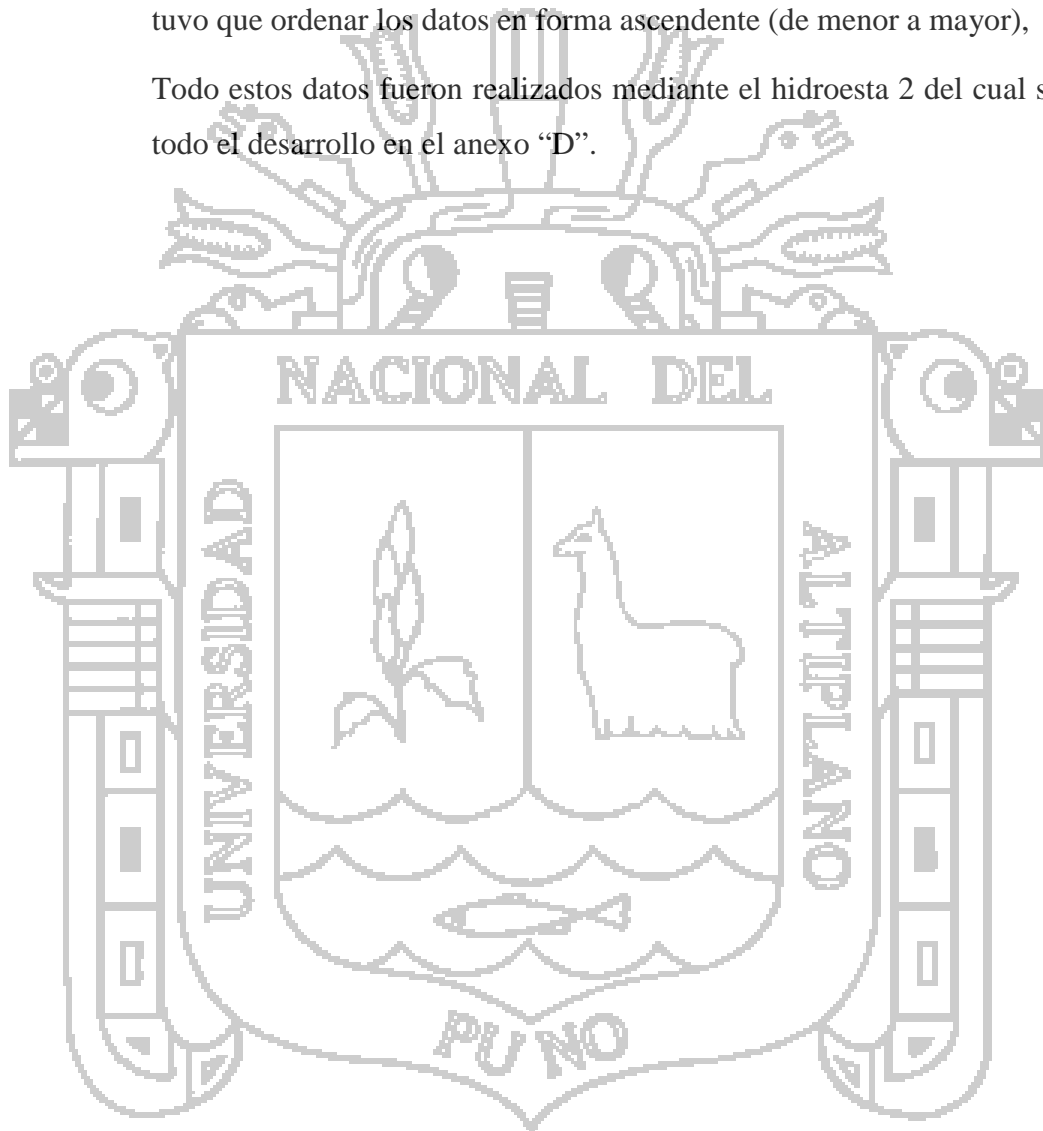 tuvo que ordenar los datos en forma ascendente (de menor a mayor),
Todo estos datos fueron realizados mediante el hidroesta 2 del cual s
todo el desarrollo en el anexo “D”.
NACIONAL DEL
UNIVERSIDAD
ALTIPLANO
PUNO